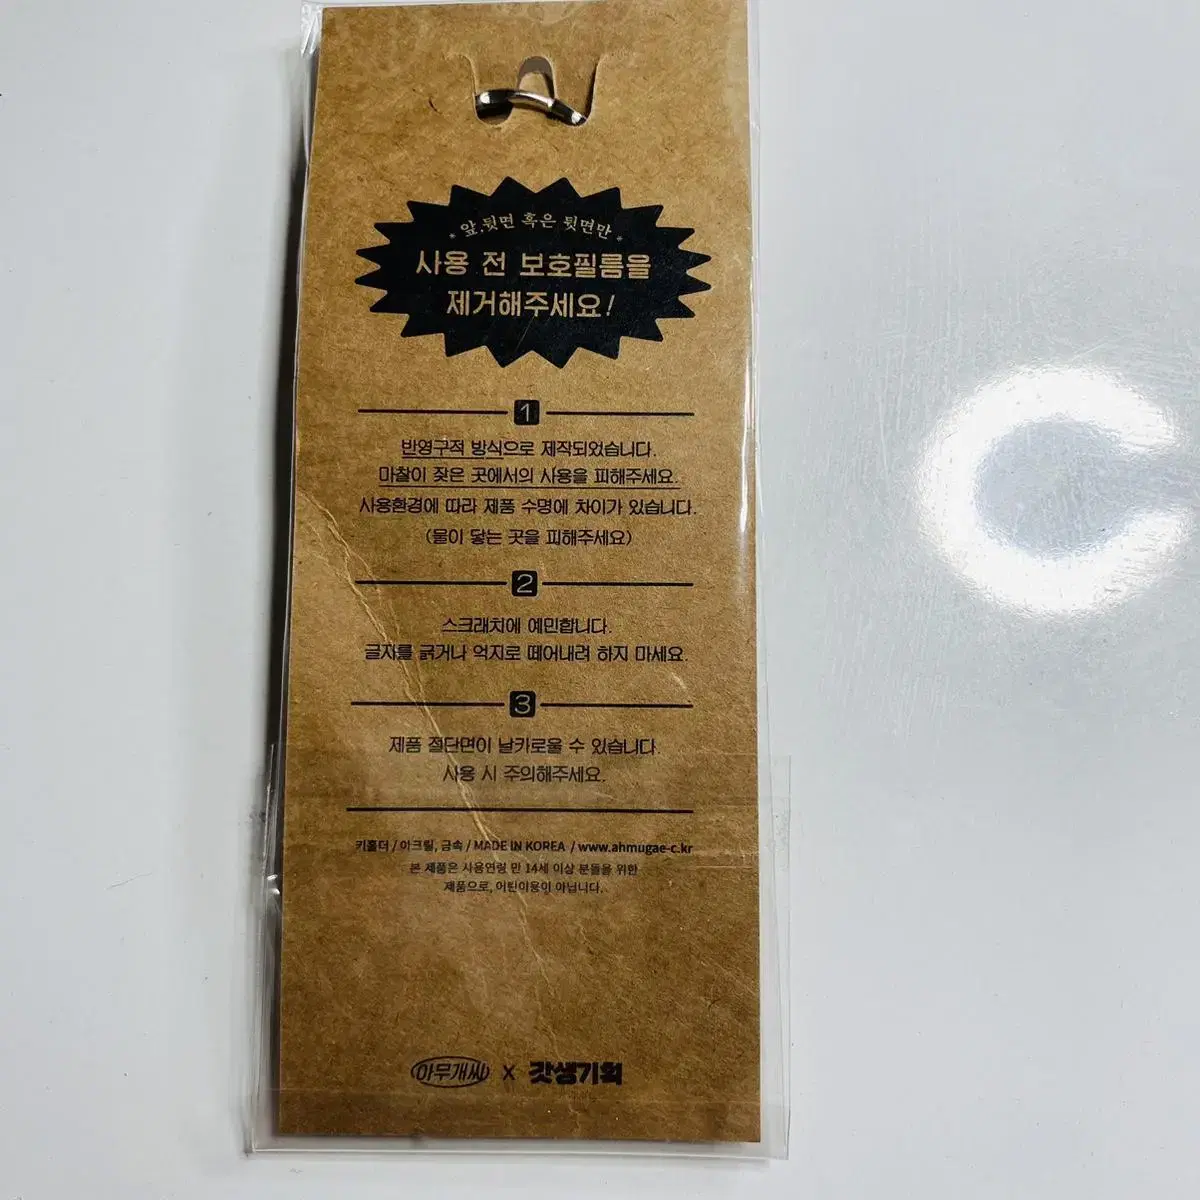 * 앞,뒷면 혹은 뒷면만 *
사용 전 보호필름을
제거해주세요!
1
반영구적 방식으로 제작되었습니다.
마찰이 잦은 곳에서의 사용을 피해주세요.
사용환경에 따라 제품 수명에 차이가 있습니다.
(물이 닿는 곳을 피해주세요)
2
스크래치에 예민합니다.
글자를 긁거나 억지로 떼어내려 하지 마세요.
3
제품 절단면이 날카로울 수 있습니다.
사용 시 주의해주세요.
키홀더 / 아크릴, 금속 / MADE IN KOREA / www.ahmugae-c.kr
본 제품은 사용연령 만 14세 이상 분들을 위한
제품으로, 어린이용이 아닙니다.
아무개씨 x 갓생기획